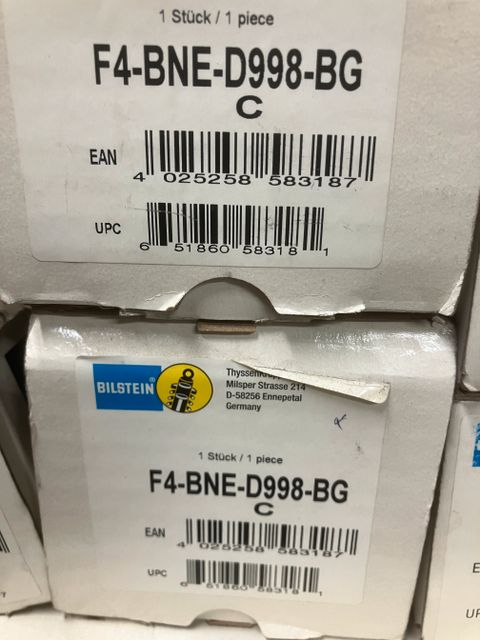 1 Stück / 1 piece
F4-BNE-D998-BG
C
EAN
4 025258 583187
UPC
6 51860 58318 1
BILSTEIN
Milsper Strasse 214
D-58256 Ennepetal
Germany
1 Stück / 1 piece
F4-BNE-D998-BG
C
EAN
4 025258 583187
UPC
6 51860 58318 1